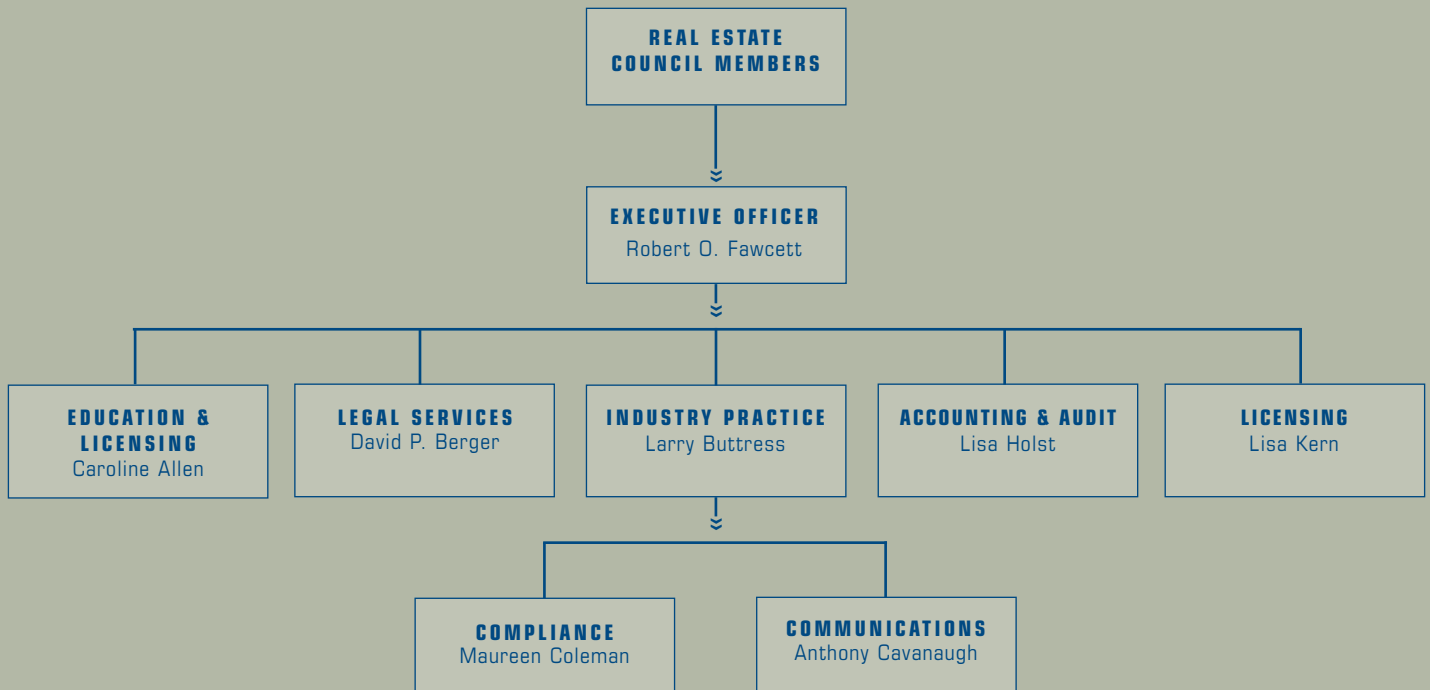 REAL ESTATE
COUNCIL MEMBERS
EXECUTIVE OFFICER
Robert O. Fawcett
EDUCATION &
LICENSING
Caroline Allen
LEGAL SERVICES
David P. Berger
INDUSTRY PRACTICE
Larry Buttress
ACCOUNTING & AUDIT
Lisa Holst
LICENSING
Lisa Kern
COMPLIANCE
Maureen Coleman
COMMUNICATIONS
Anthony Cavanaugh